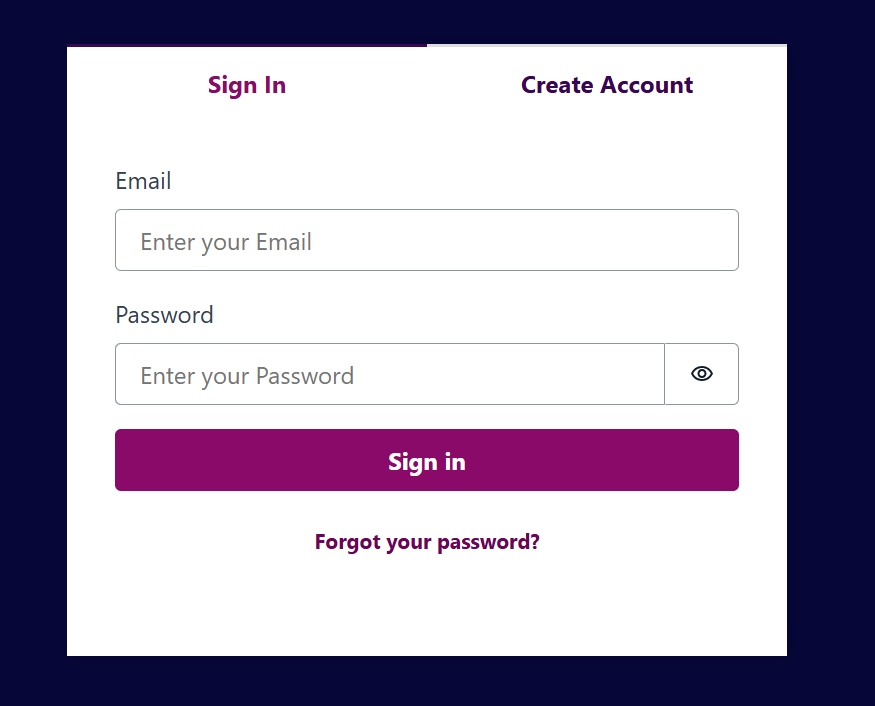 Sign In
Create Account
Email
Enter your Email
Password
Enter your Password
Sign in
Forgot your password?